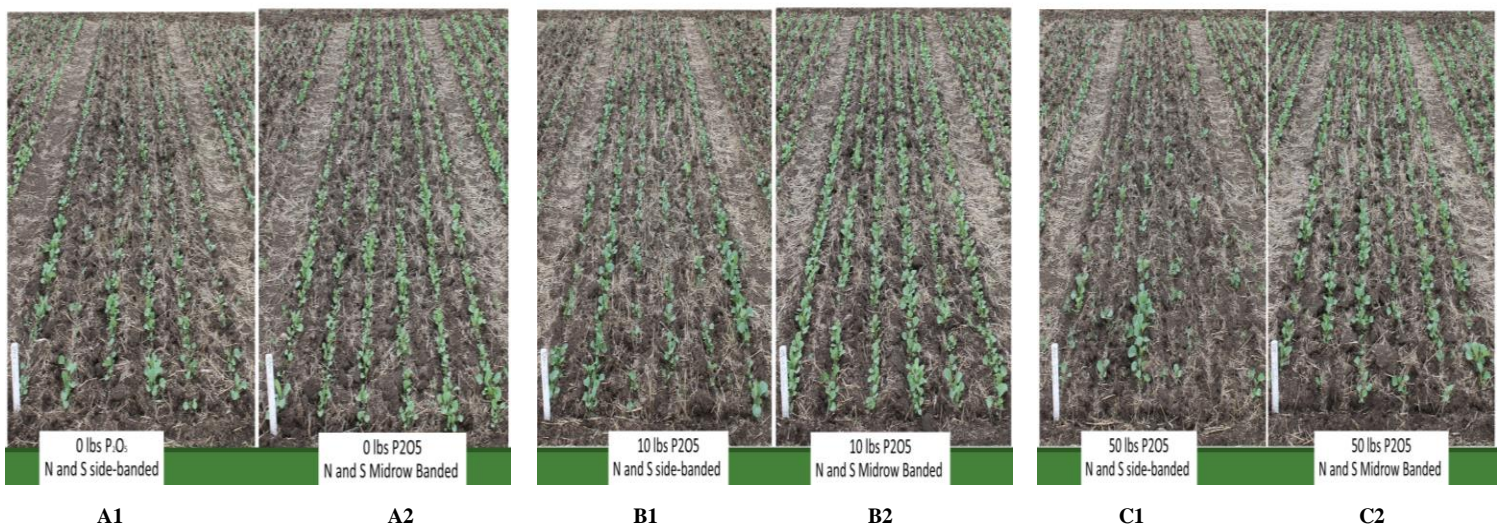 0 lbs P₂O₅
N and S side-banded
0 lbs P2O5
N and S Midrow Banded
10 lbs P2O5
N and S side-banded
10 lbs P2O5
N and S Midrow Banded
50 lbs P2O5
N and S side-banded
50 lbs P2O5
N and S Midrow Banded
A1 A2 B1 B2 C1 C2